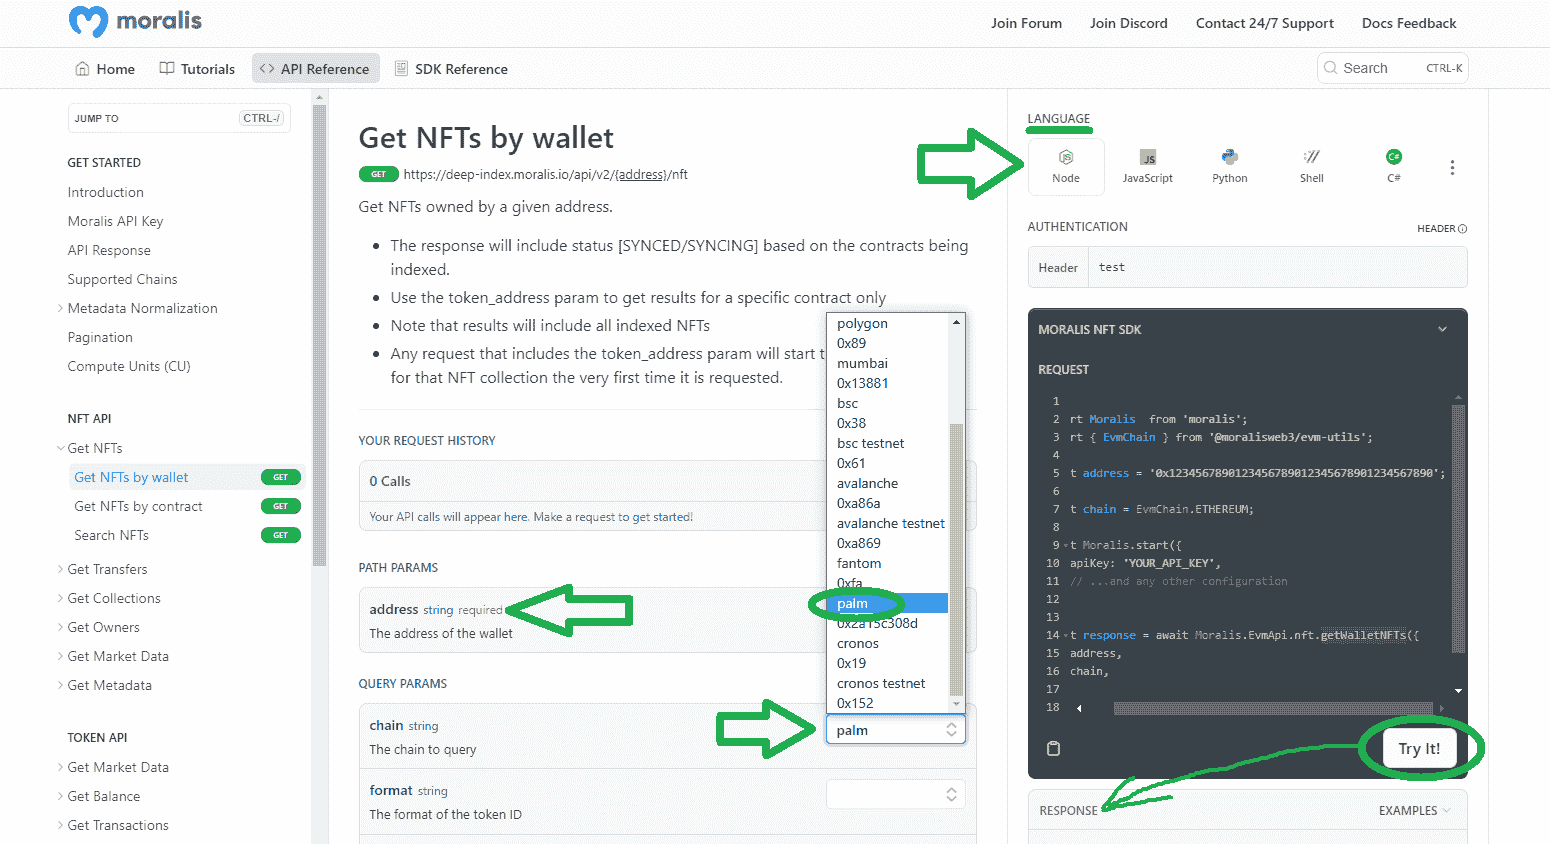 moralis
Join Forum
Join Discord
Contact 24/7 Support
Docs Feedback
Home
Tutorials
<> API Reference
SDK Reference
Search CTRL-K
JUMP TO CTRL-/
GET STARTED
Introduction
Moralis API Key
API Response
Supported Chains
Metadata Normalization
Pagination
Compute Units (CU)
NFT API
Get NFTs
Get NFTs by wallet GET
Get NFTs by contract GET
Search NFTs GET
Get Transfers
Get Collections
Get Owners
Get Market Data
Get Metadata
TOKEN API
Get Market Data
Get Balance
Get Transactions
Get NFTs by wallet
GET https://deep-index.moralis.io/api/v2/{address}/nft
Get NFTs owned by a given address.
• The response will include status [SYNCED/SYNCING] based on the contracts being
indexed.
• Use the token_address param to get results for a specific contract only
• Note that results will include all indexed NFTs
• Any request that includes the token_address param will start t
for that NFT collection the very first time it is requested.
YOUR REQUEST HISTORY
0 Calls
Your API calls will appear here. Make a request to get started!
PATH PARAMS
address string required
The address of the wallet
QUERY PARAMS
chain string
The chain to query
format string
The format of the token ID
polygon
0x89
mumbai
0x13881
bsc
0x38
bsc testnet
0x61
avalanche
0xa86a
avalanche testnet
0xa869
fantom
0xfa
palm
0x2a15c308d
cronos
0x19
cronos testnet
0x152
palm
LANGUAGE
Node
JS JavaScript
Python
Shell
C# C#
AUTHENTICATION HEADER
Header test
MORALIS NFT SDK
REQUEST
1
2 rt Moralis from 'moralis';
3 rt { EvmChain } from '@moralisweb3/evm-utils';
4
5 t address = '0x1234567890123456789012345678901234567890';
6
7 t chain = EvmChain.ETHEREUM;
8
9 t Moralis.start({
10 apiKey: 'YOUR_API_KEY',
11 // ...and any other configuration
12
13
14 t response = await Moralis.EvmApi.nft.getWalletNFTs({
15 address,
16 chain,
17
18
Try It!
RESPONSE EXAMPLES